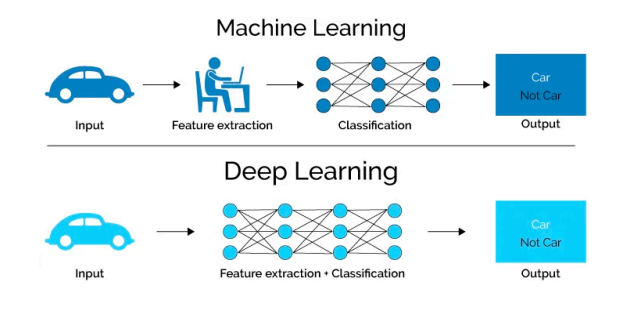 Machine Learning
Car
Not Car
Input
Feature extraction
Classification
Output
Deep Learning
Car
Not Car
Input
Feature extraction + Classification
Output